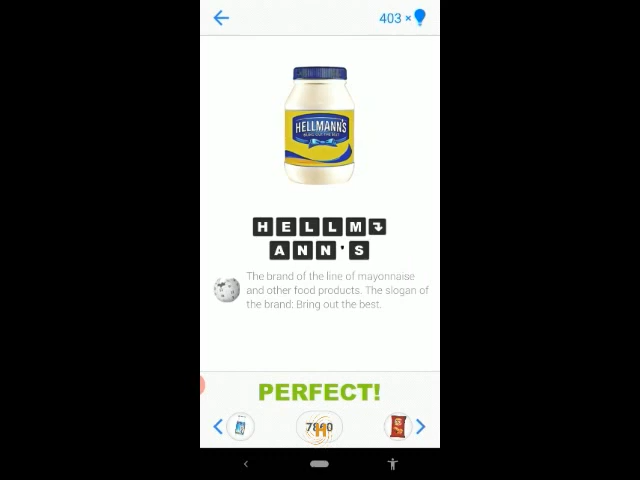 403 ×
HELLMANN'S
BRING OUT THE BEST
HELLM
ANN'S
The brand of the line of mayonnaise
and other food products. The slogan of
the brand: Bring out the best.
PERFECT!